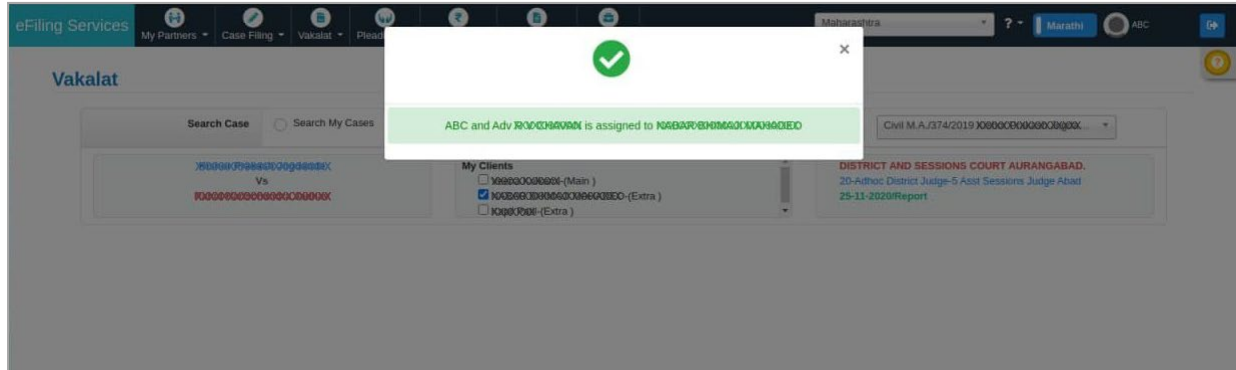 eFiling Services
My Partners
Case Filing
Vakalat
Plead
Maharashtra
?
Marathi
ABC
×
?
Vakalat
Search Case
Search My Cases
ABC and Adv is assigned to
Civil M.A./374/2019
Vs
My Clients
-(Main )
-(Extra )
-(Extra )
DISTRICT AND SESSIONS COURT AURANGABAD.
20-Adhoc District Judge-5 Asst Sessions Judge Abad
25-11-2020/Report